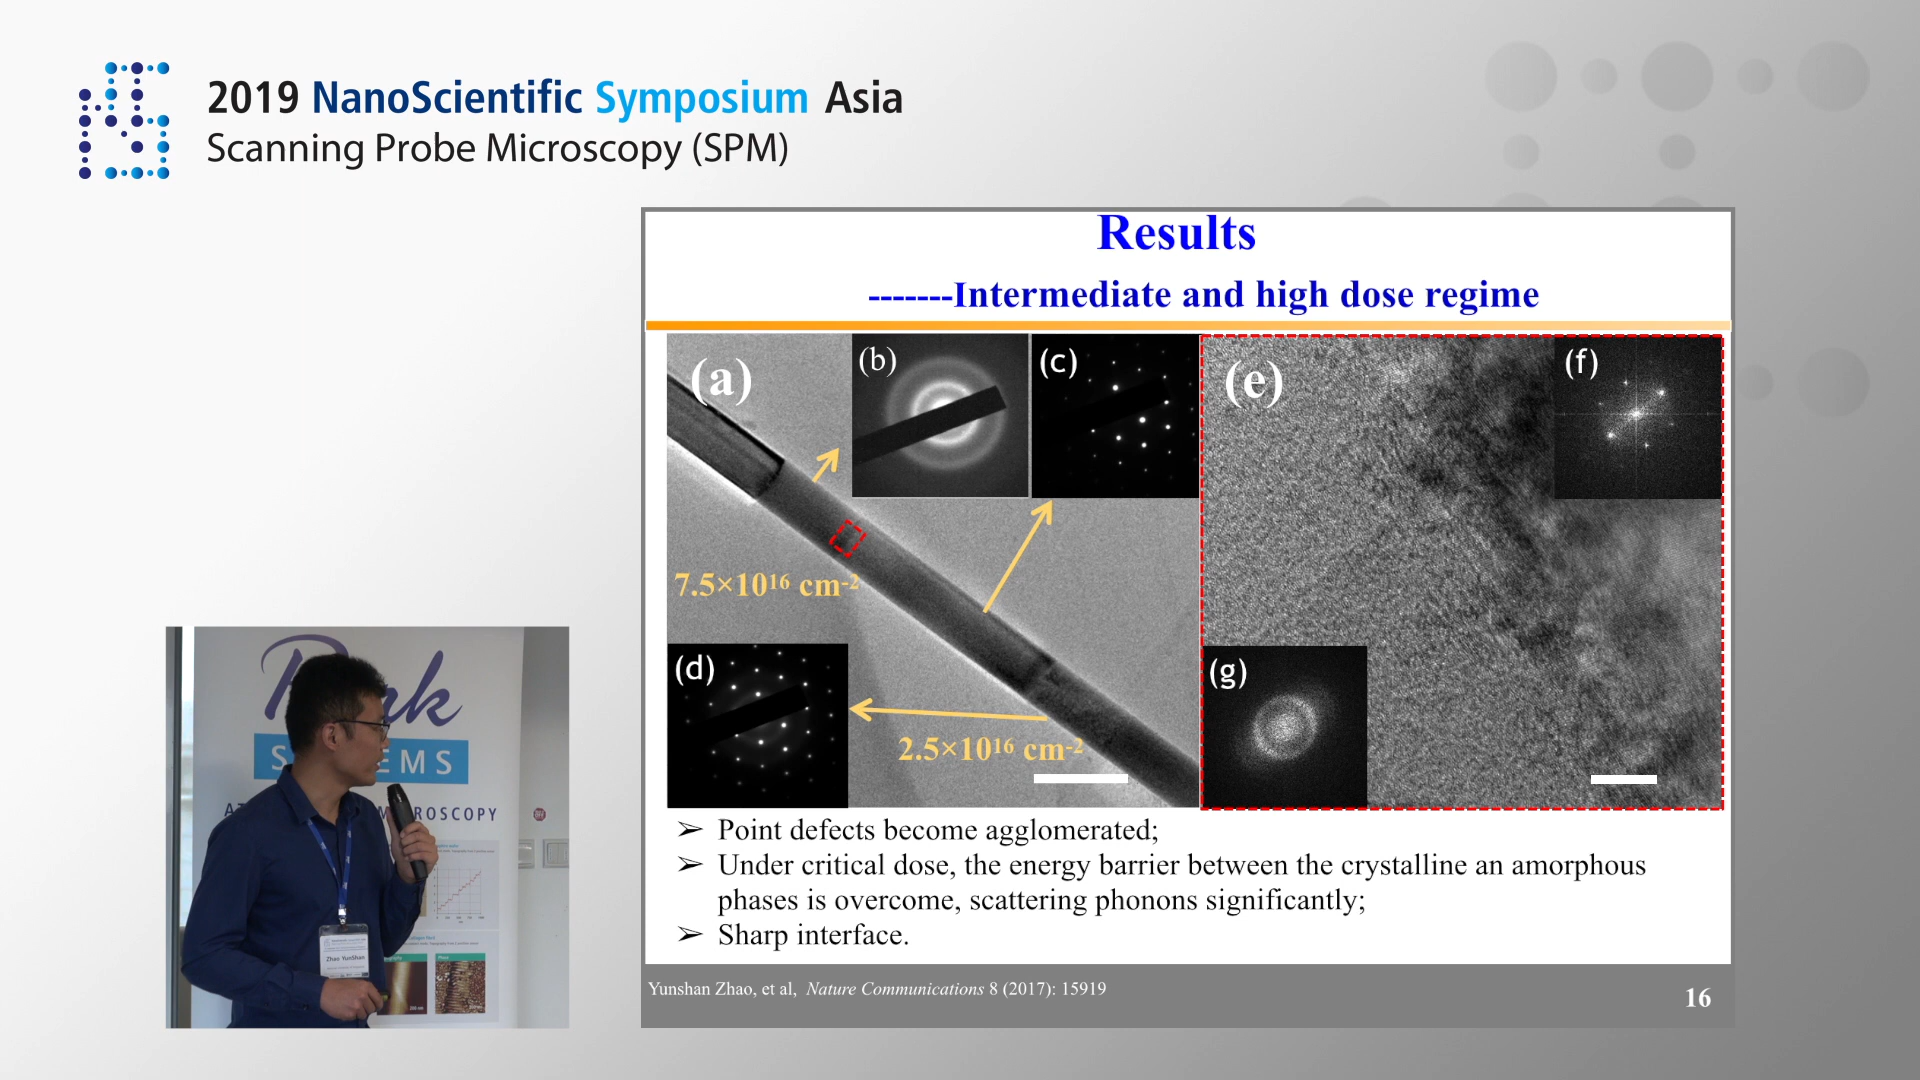 2019 NanoScientific Symposium Asia
Scanning Probe Microscopy (SPM)
Results
-------Intermediate and high dose regime
(a)
(b)
(c)
(e)
(f)
7.5×10¹⁶ cm⁻²
(d)
(g)
2.5×10¹⁶ cm⁻²
➢ Point defects become agglomerated;
➢ Under critical dose, the energy barrier between the crystalline an amorphous
phases is overcome, scattering phonons significantly;
➢ Sharp interface.
Yunshan Zhao, et al, Nature Communications 8 (2017): 15919
16
Zhao YunShan